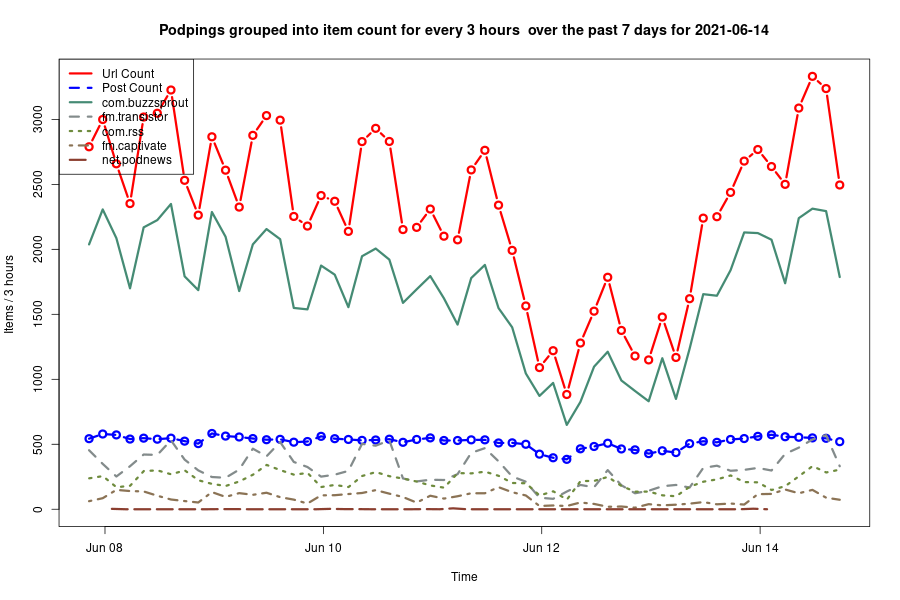 Podpings grouped into item count for every 3 hours  over the past 7 days for 2021-06-14
Url Count
Post Count
com.buzzsprout
fm.transistor
com.rss
fm.captivate
net.podnews
Items / 3 hours
3000
2500
2000
1500
1000
500
0
Jun 08
Jun 10
Jun 12
Jun 14
Time